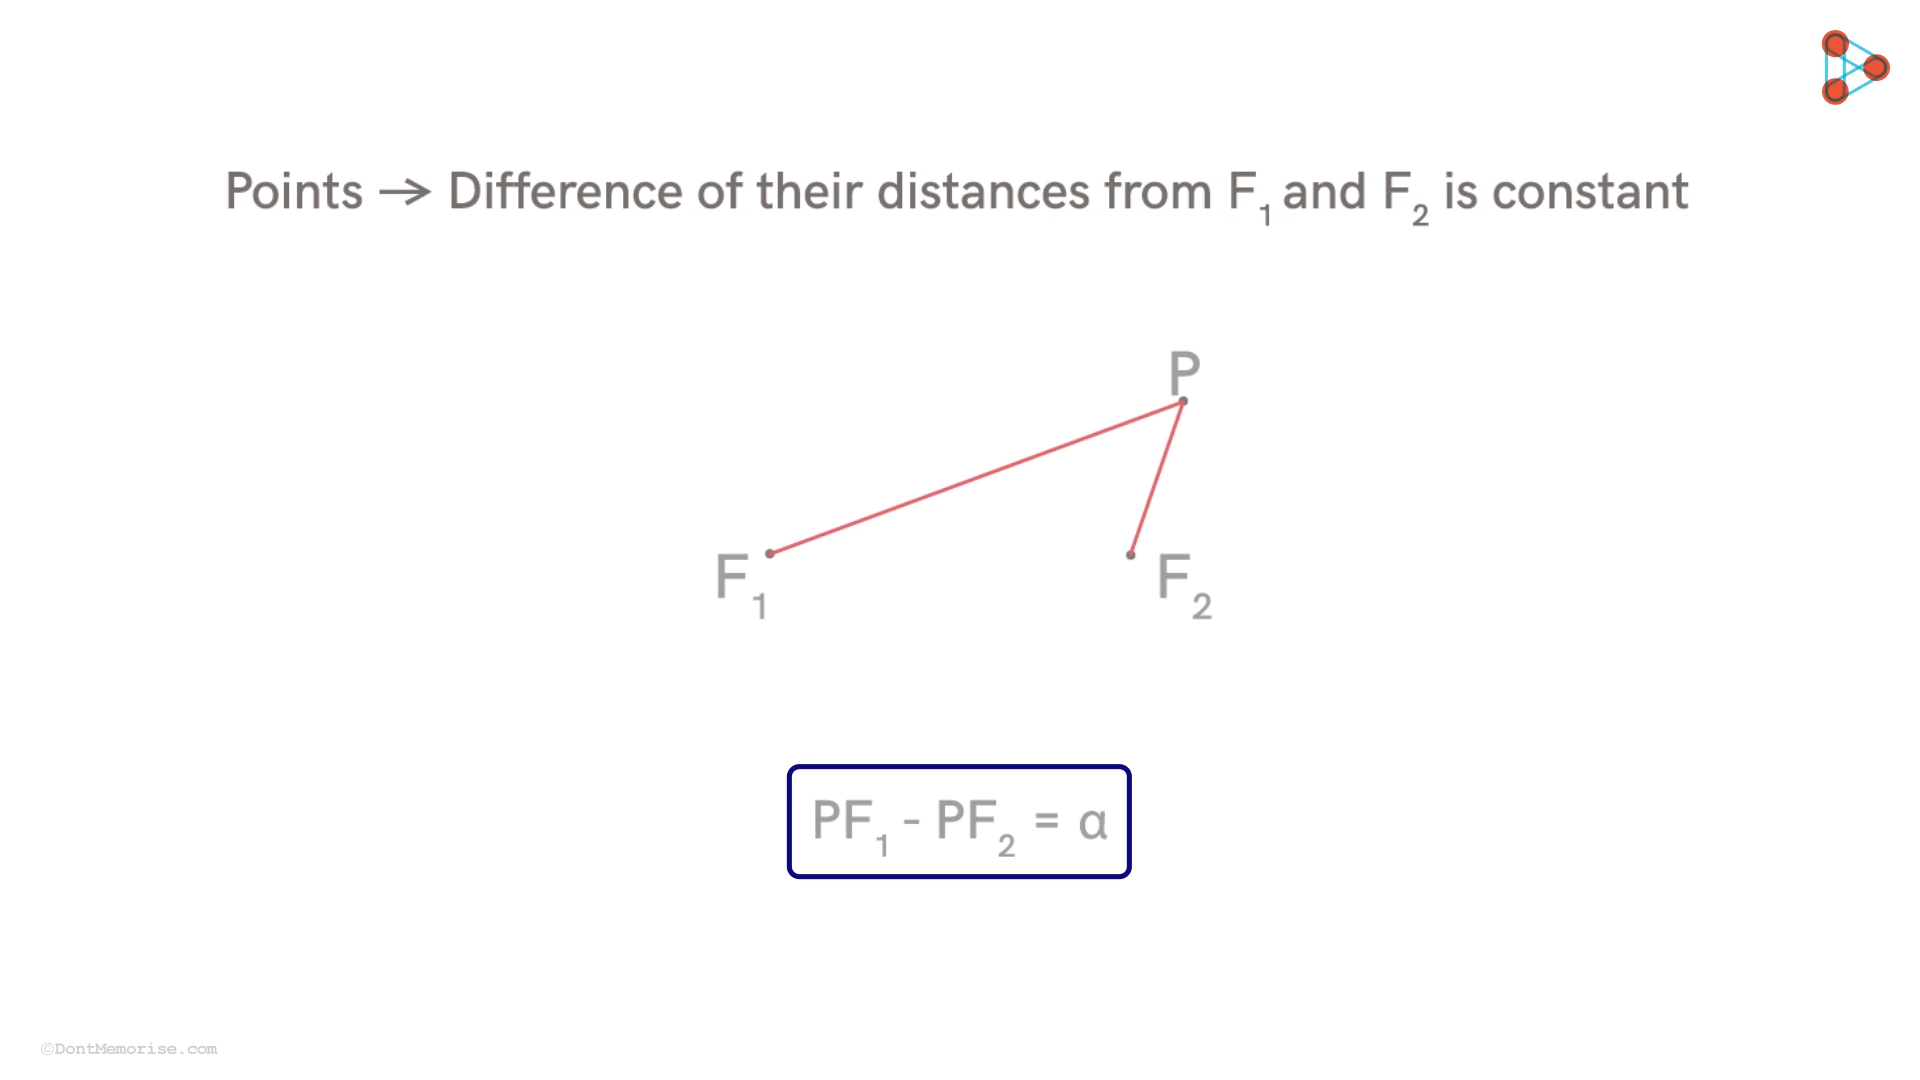 Points → Difference of their distances from F₁ and F₂ is constant
P
F₁
F₂
PF₁ - PF₂ = α
©DontMemorise.com